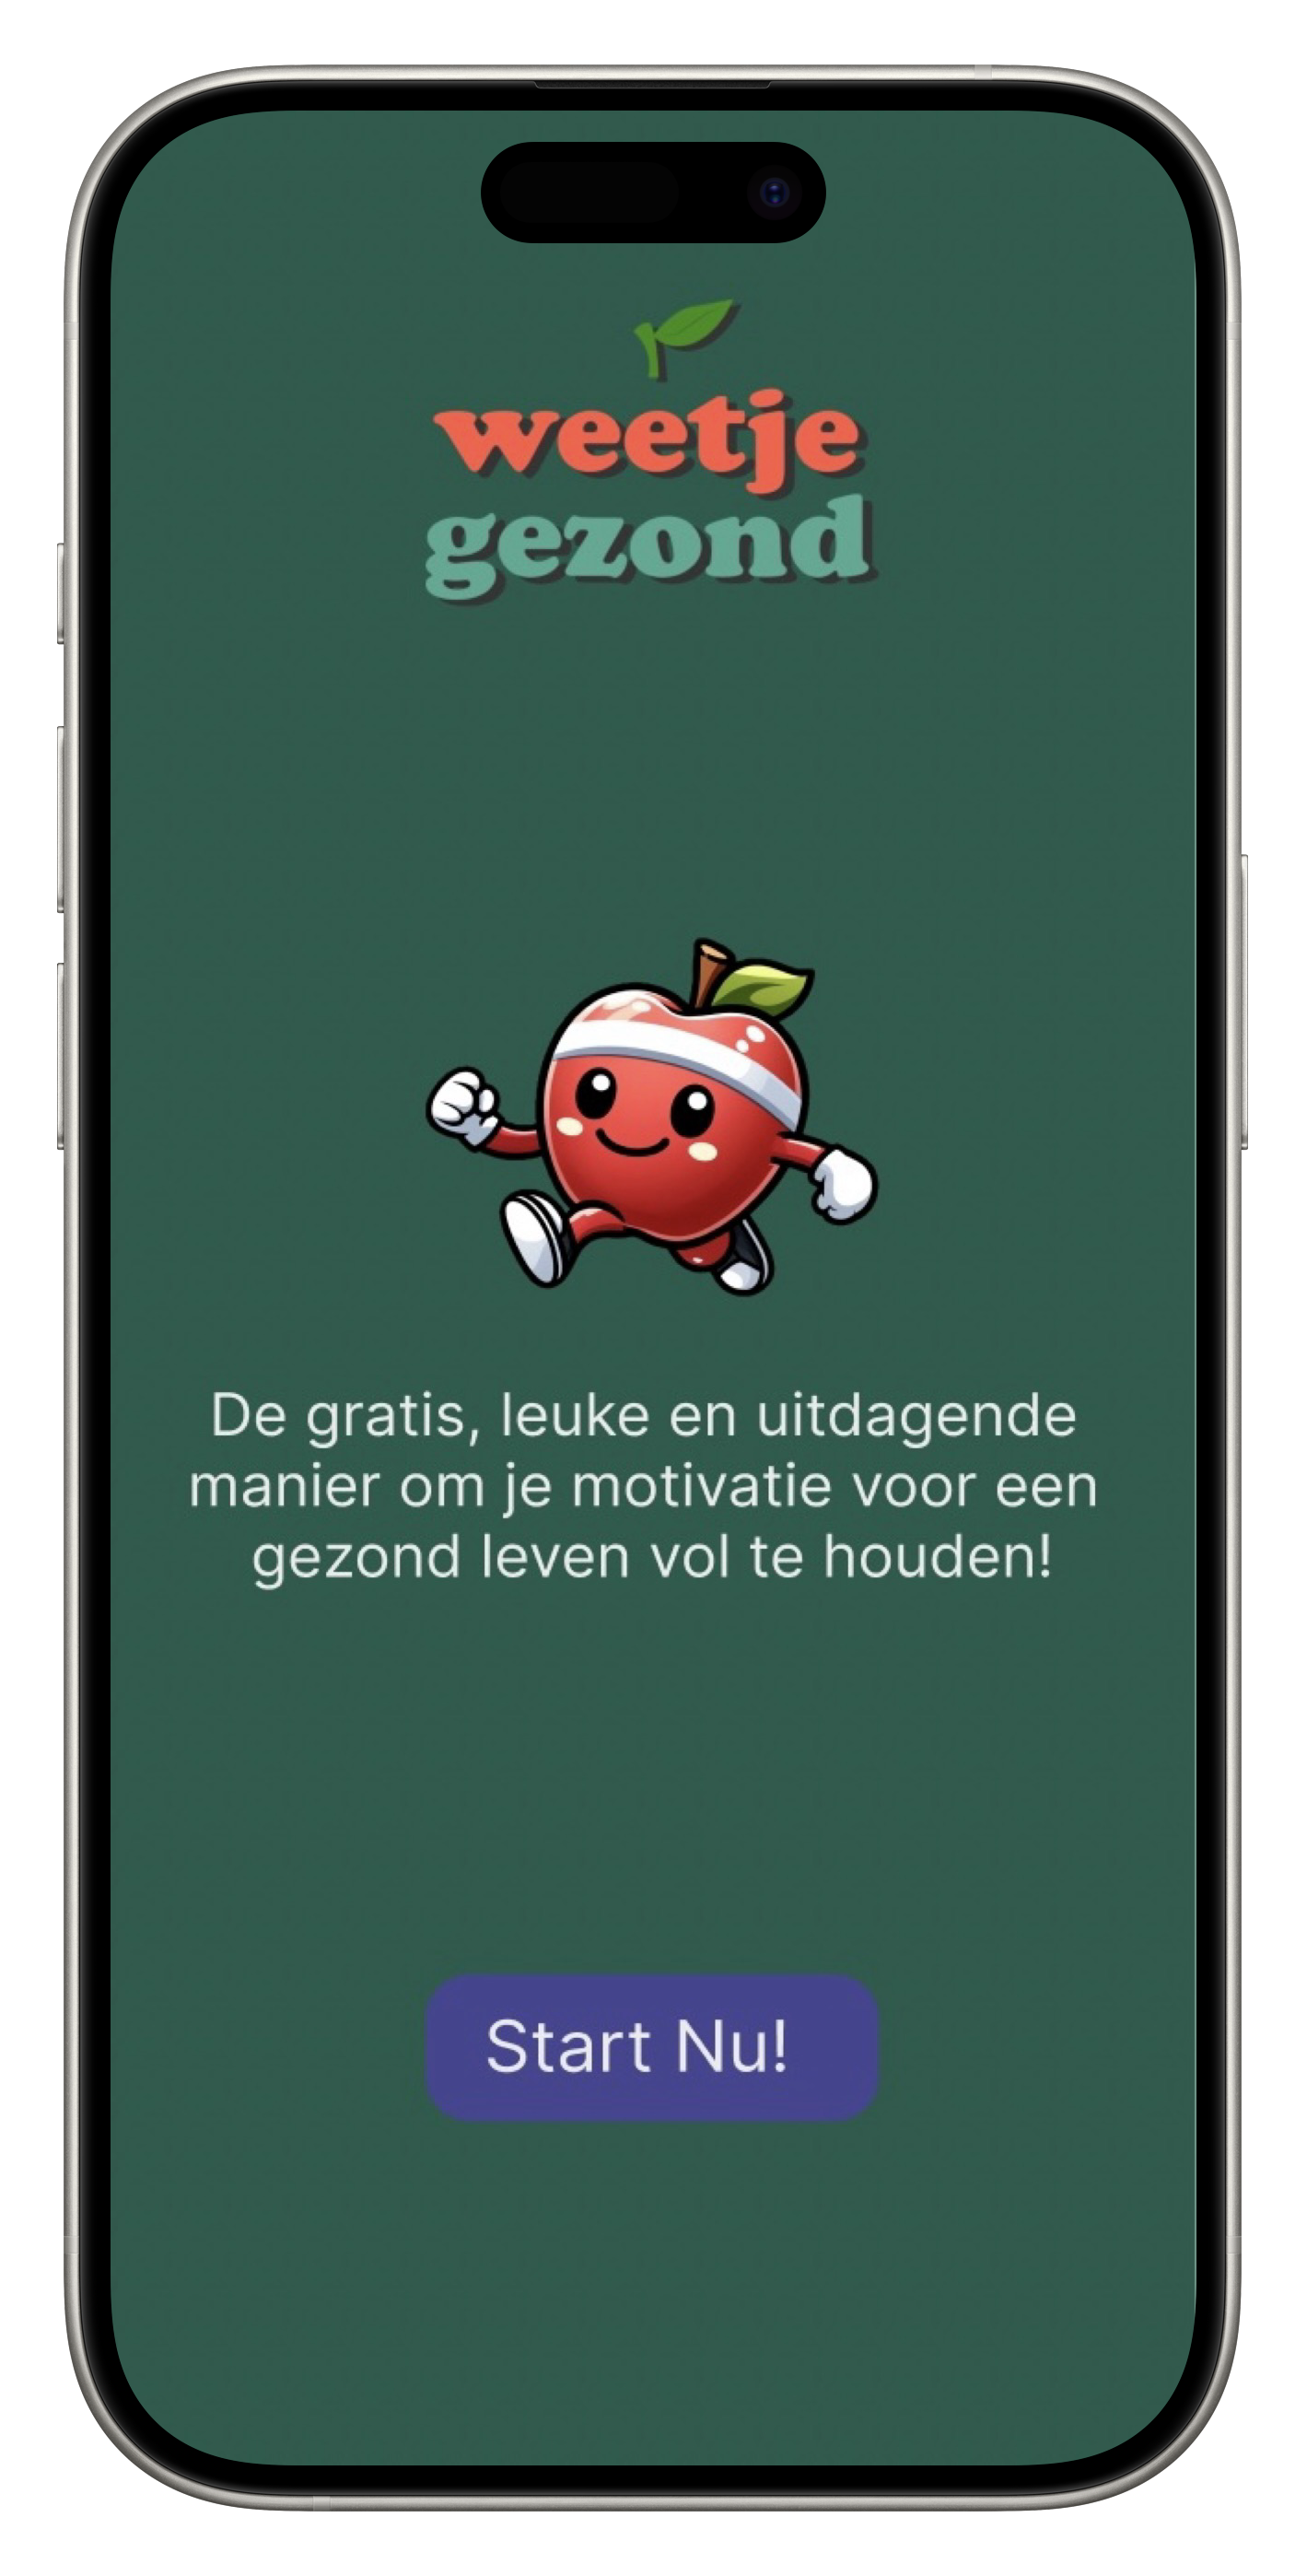 weetje
gezond
De gratis, leuke en uitdagende
manier om je motivatie voor een
gezond leven vol te houden!
Start Nu!